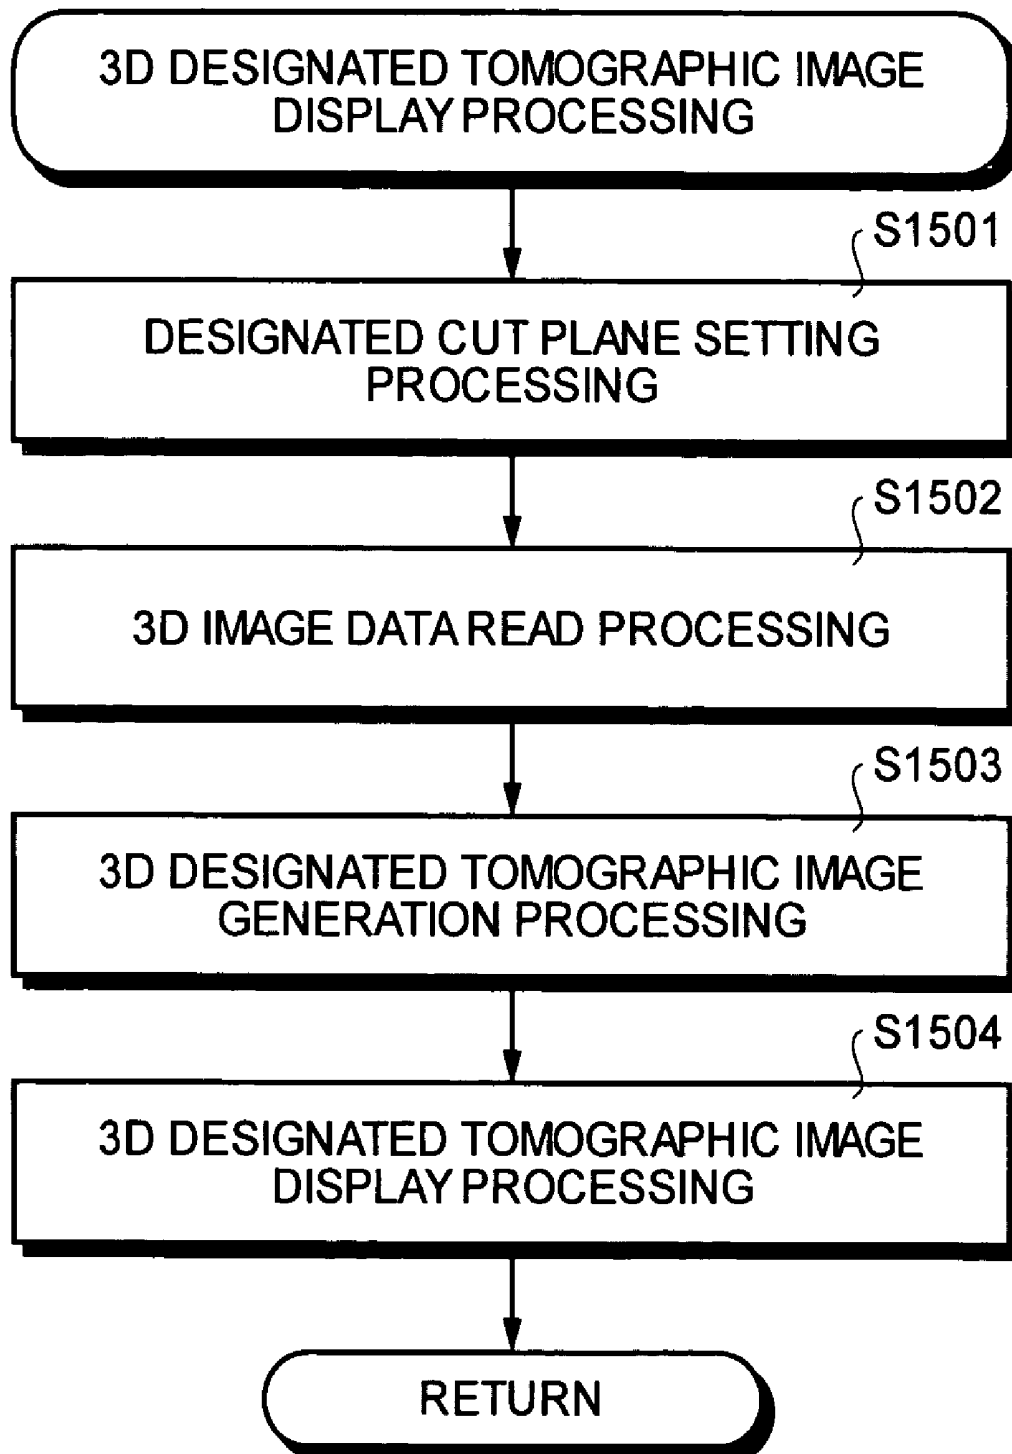 3D DESIGNATED TOMOGRAPHIC IMAGE
DISPLAY PROCESSING
S1501
DESIGNATED CUT PLANE SETTING
PROCESSING
S1502
3D IMAGE DATA READ PROCESSING
S1503
3D DESIGNATED TOMOGRAPHIC IMAGE
GENERATION PROCESSING
S1504
3D DESIGNATED TOMOGRAPHIC IMAGE
DISPLAY PROCESSING
RETURN